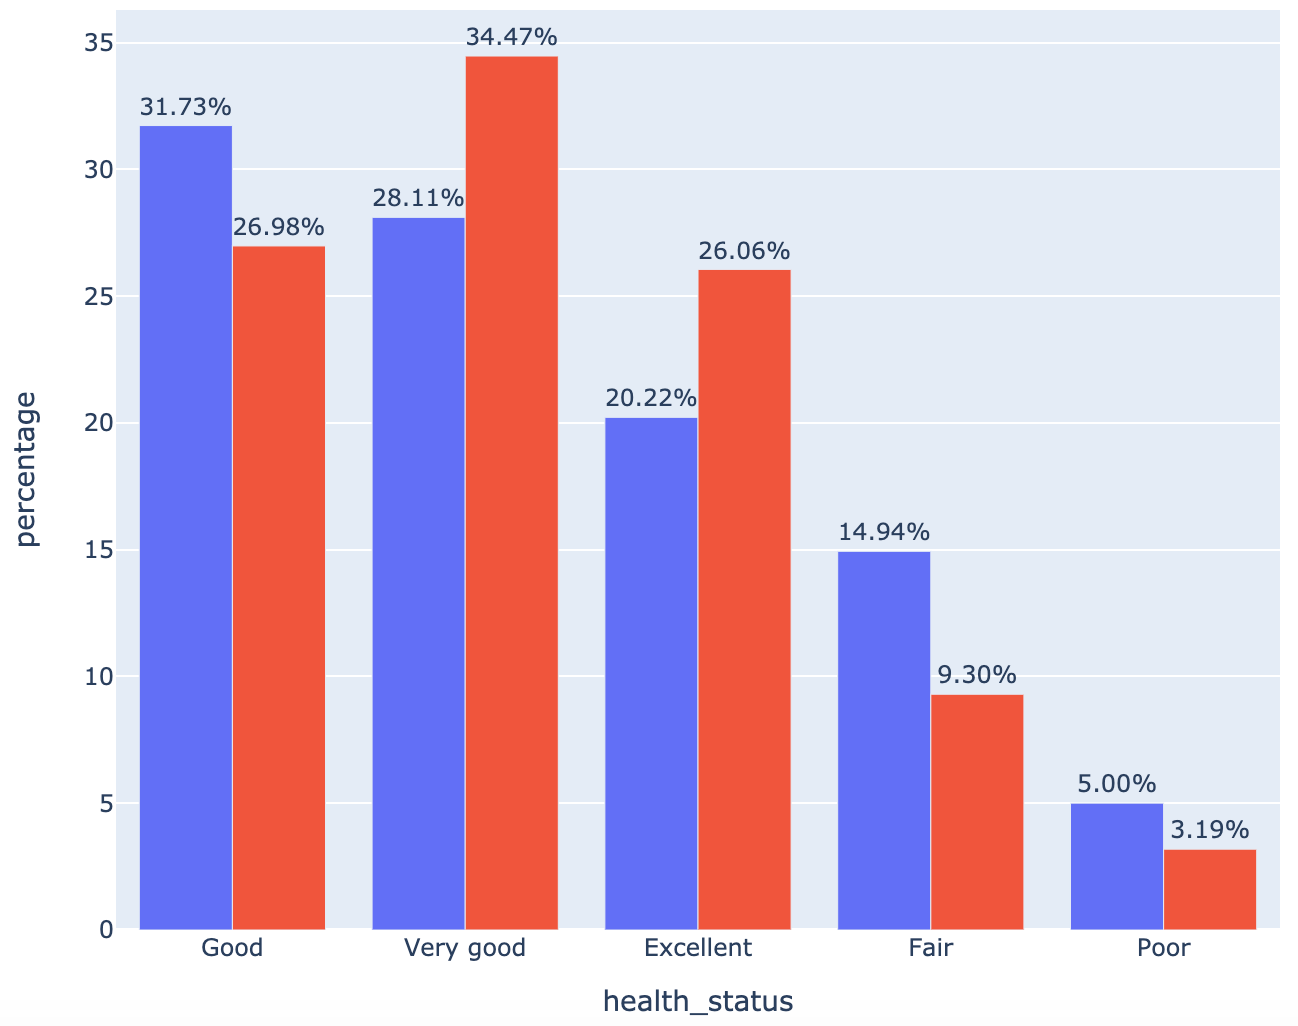 percentage
35
30
25
20
15
10
5
0
31.73%
26.98%
28.11%
34.47%
20.22%
26.06%
14.94%
9.30%
5.00%
3.19%
Good
Very good
Excellent
Fair
Poor
health_status